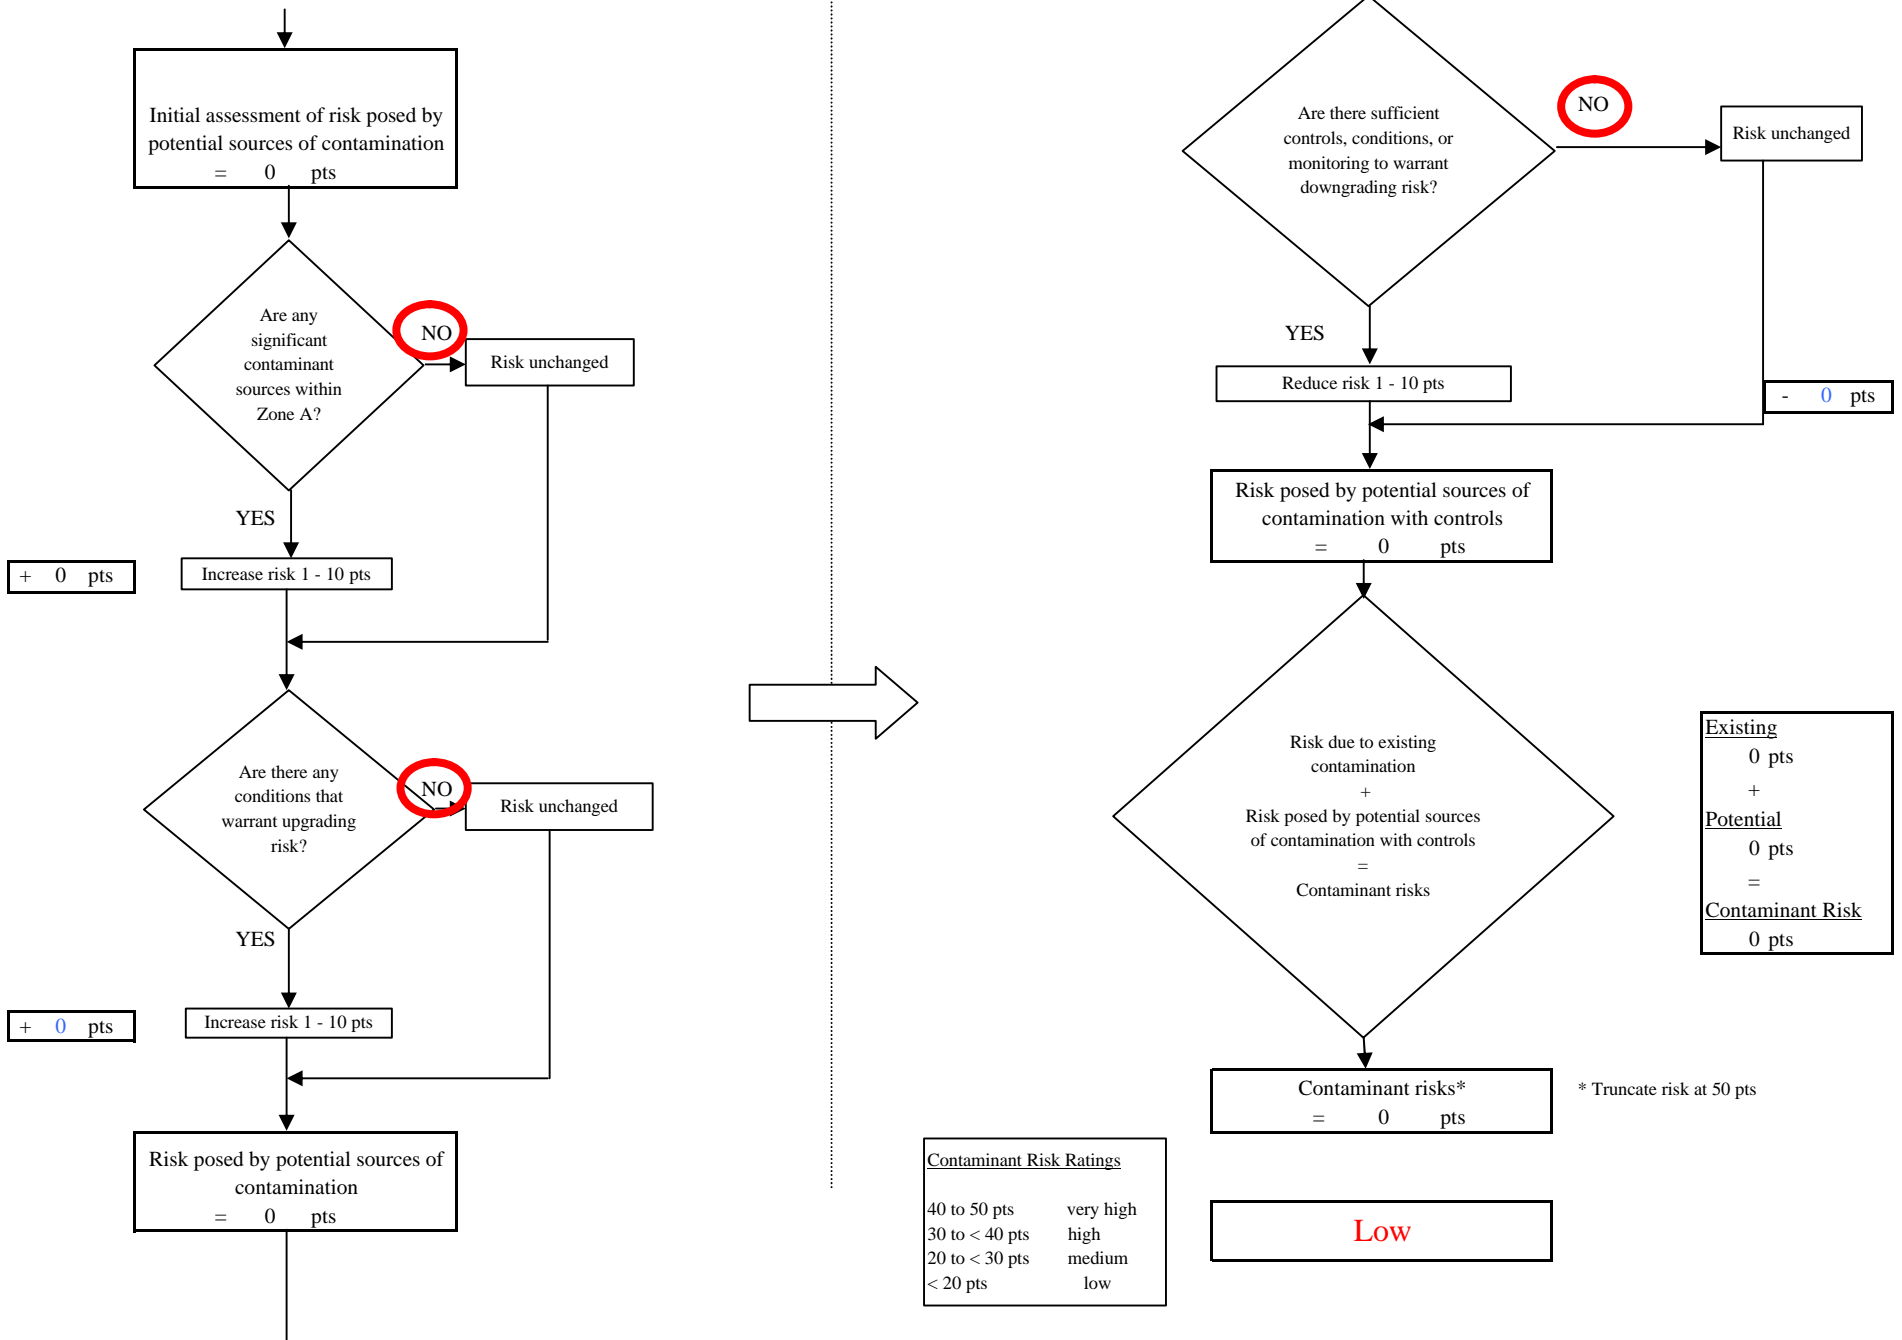 Initial assessment of risk posed by
potential sources of contamination
= 0 pts
Are any
significant
contaminant
sources within
Zone A?
NO
Risk unchanged
YES
+ 0 pts
Increase risk 1 - 10 pts
Are there any
conditions that
warrant upgrading
risk?
NO
Risk unchanged
YES
+ 0 pts
Increase risk 1 - 10 pts
Risk posed by potential sources of
contamination
= 0 pts
Are there sufficient
controls, conditions, or
monitoring to warrant
downgrading risk?
NO
Risk unchanged
YES
Reduce risk 1 - 10 pts
- 0 pts
Risk posed by potential sources of
contamination with controls
= 0 pts
Risk due to existing
contamination
+
Risk posed by potential sources
of contamination with controls
=
Contaminant risks
Existing
0 pts
+
Potential
0 pts
=
Contaminant Risk
0 pts
Contaminant risks*
= 0 pts
* Truncate risk at 50 pts
Contaminant Risk Ratings
40 to 50 pts very high
30 to < 40 pts high
20 to < 30 pts medium
< 20 pts low
Low